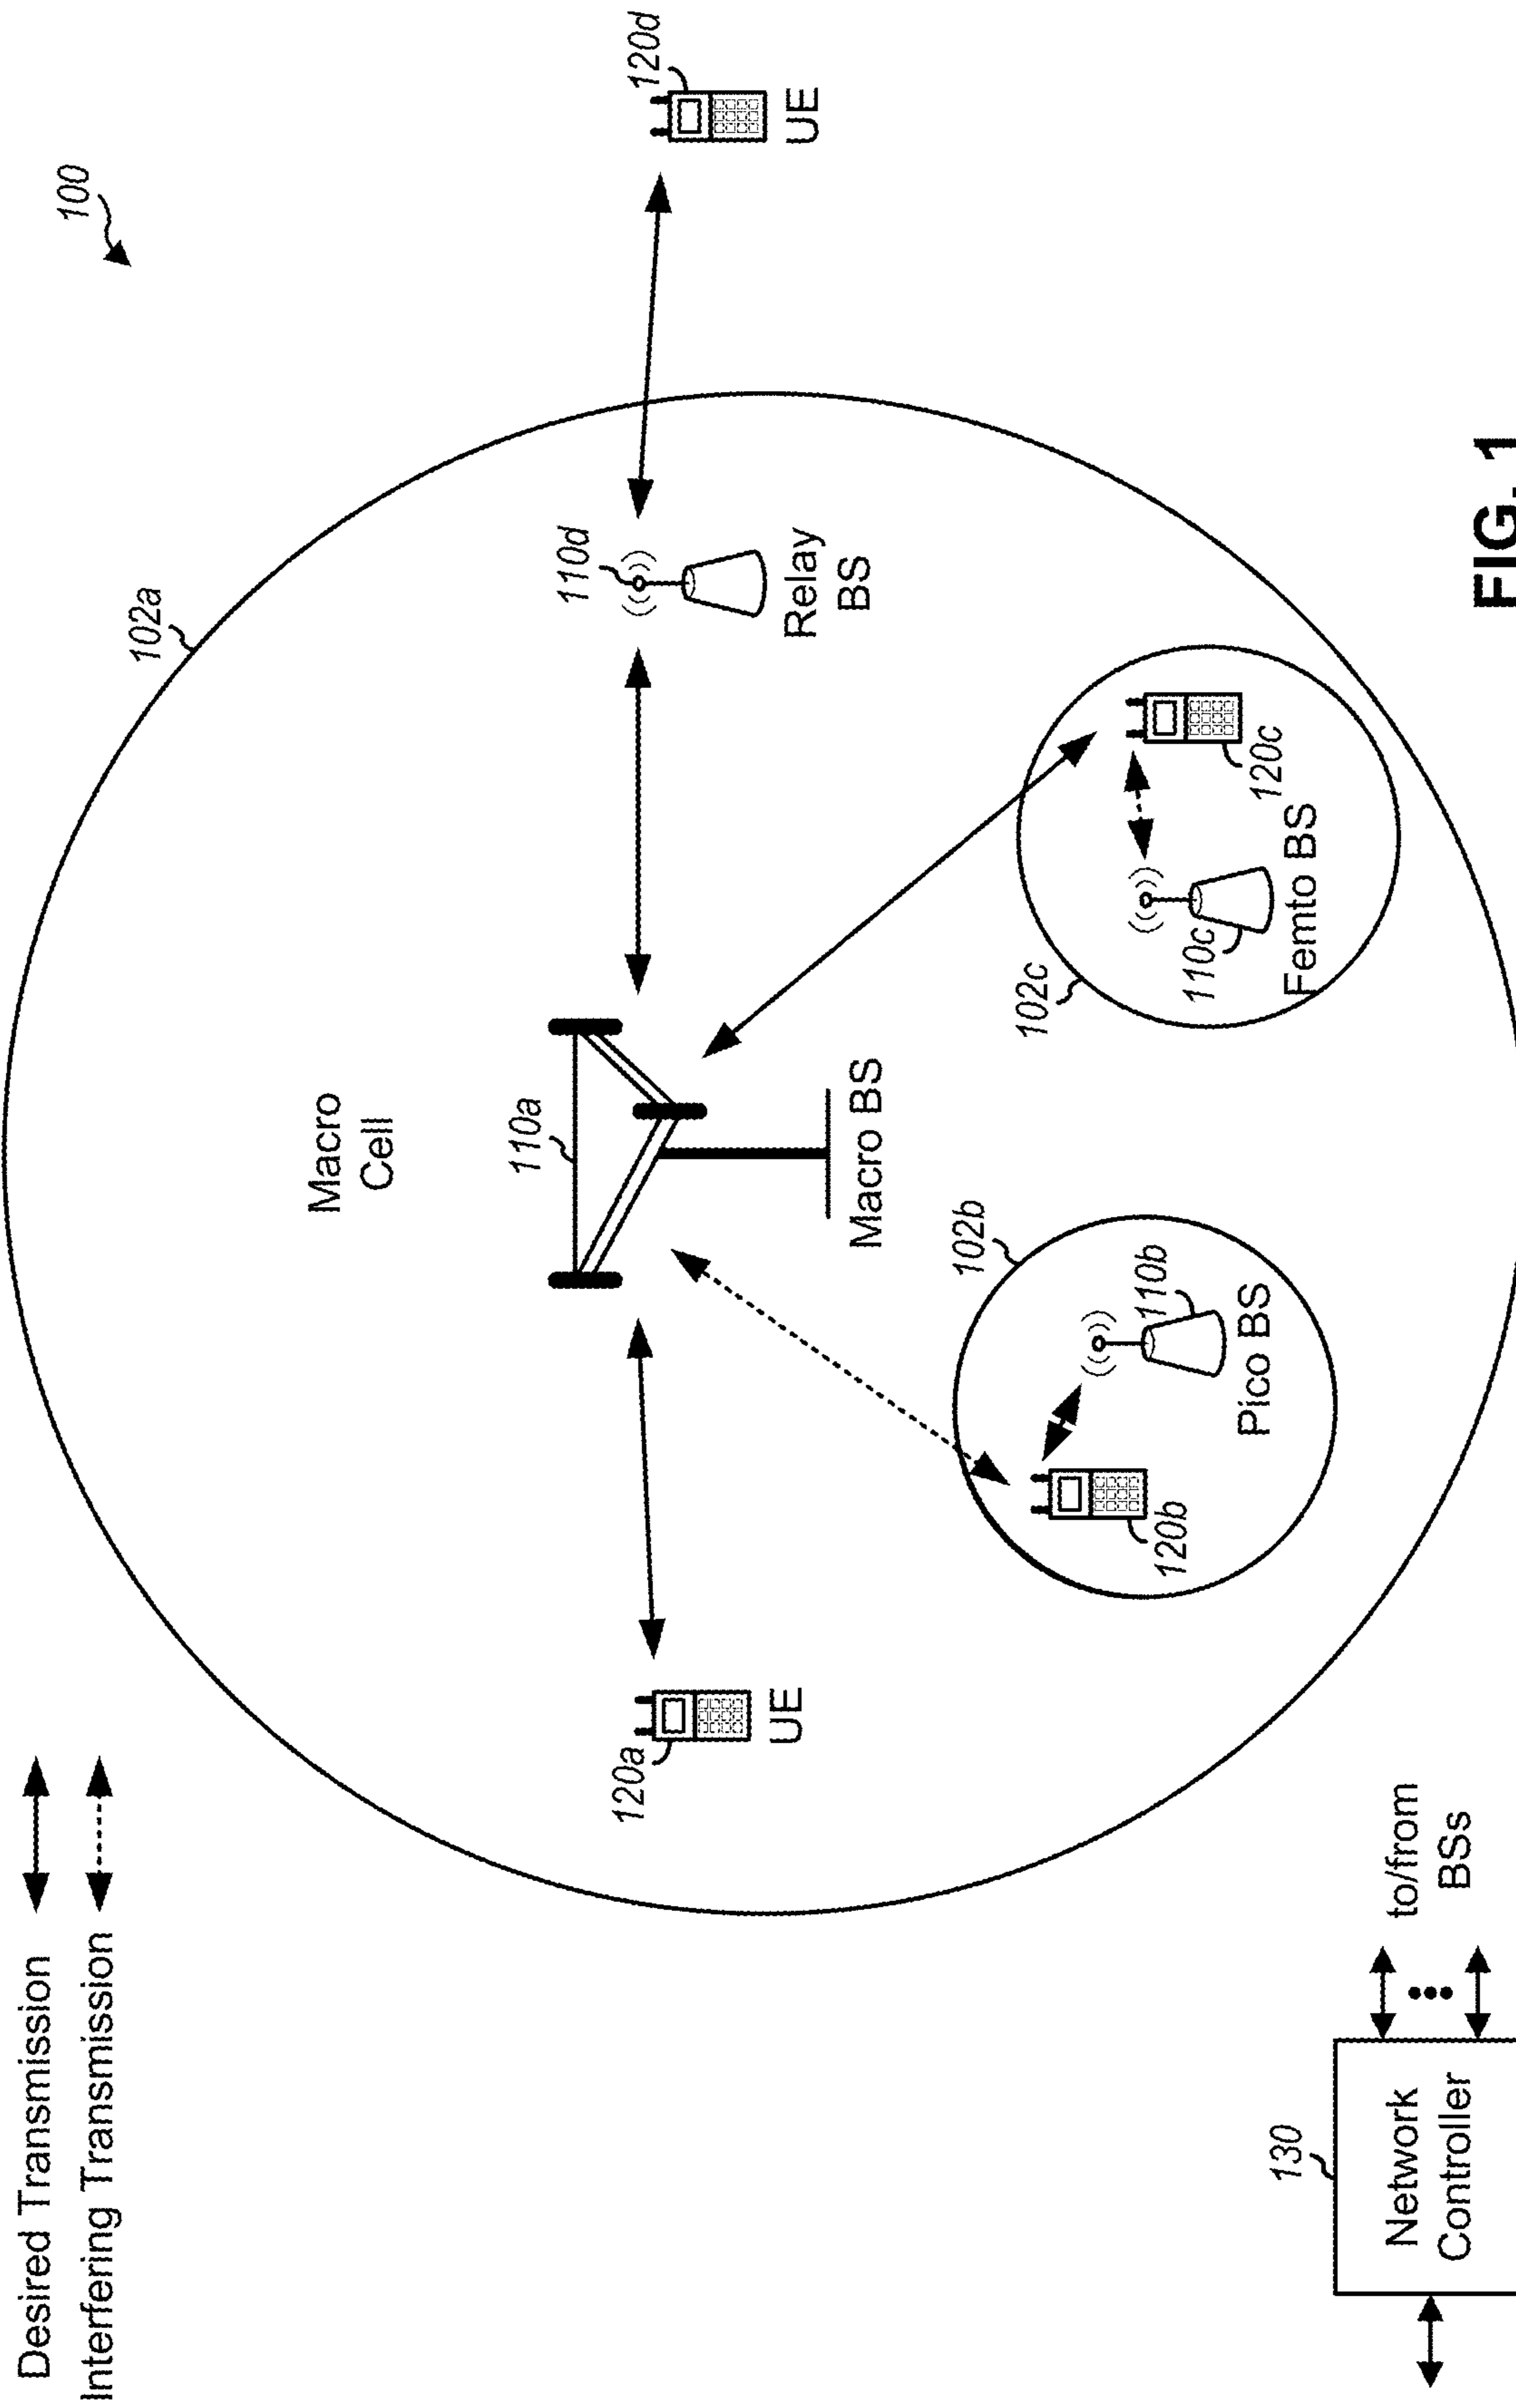 Desired Transmission
Interfering Transmission
100
102a
Macro
Cell
110a
110d
120a
120d
UE
UE
Relay
BS
Macro BS
102b
102c
110b
Pico BS
120b
110c
120c
Femto BS
130
Network
Controller
to/from
BSs
FIG. 1